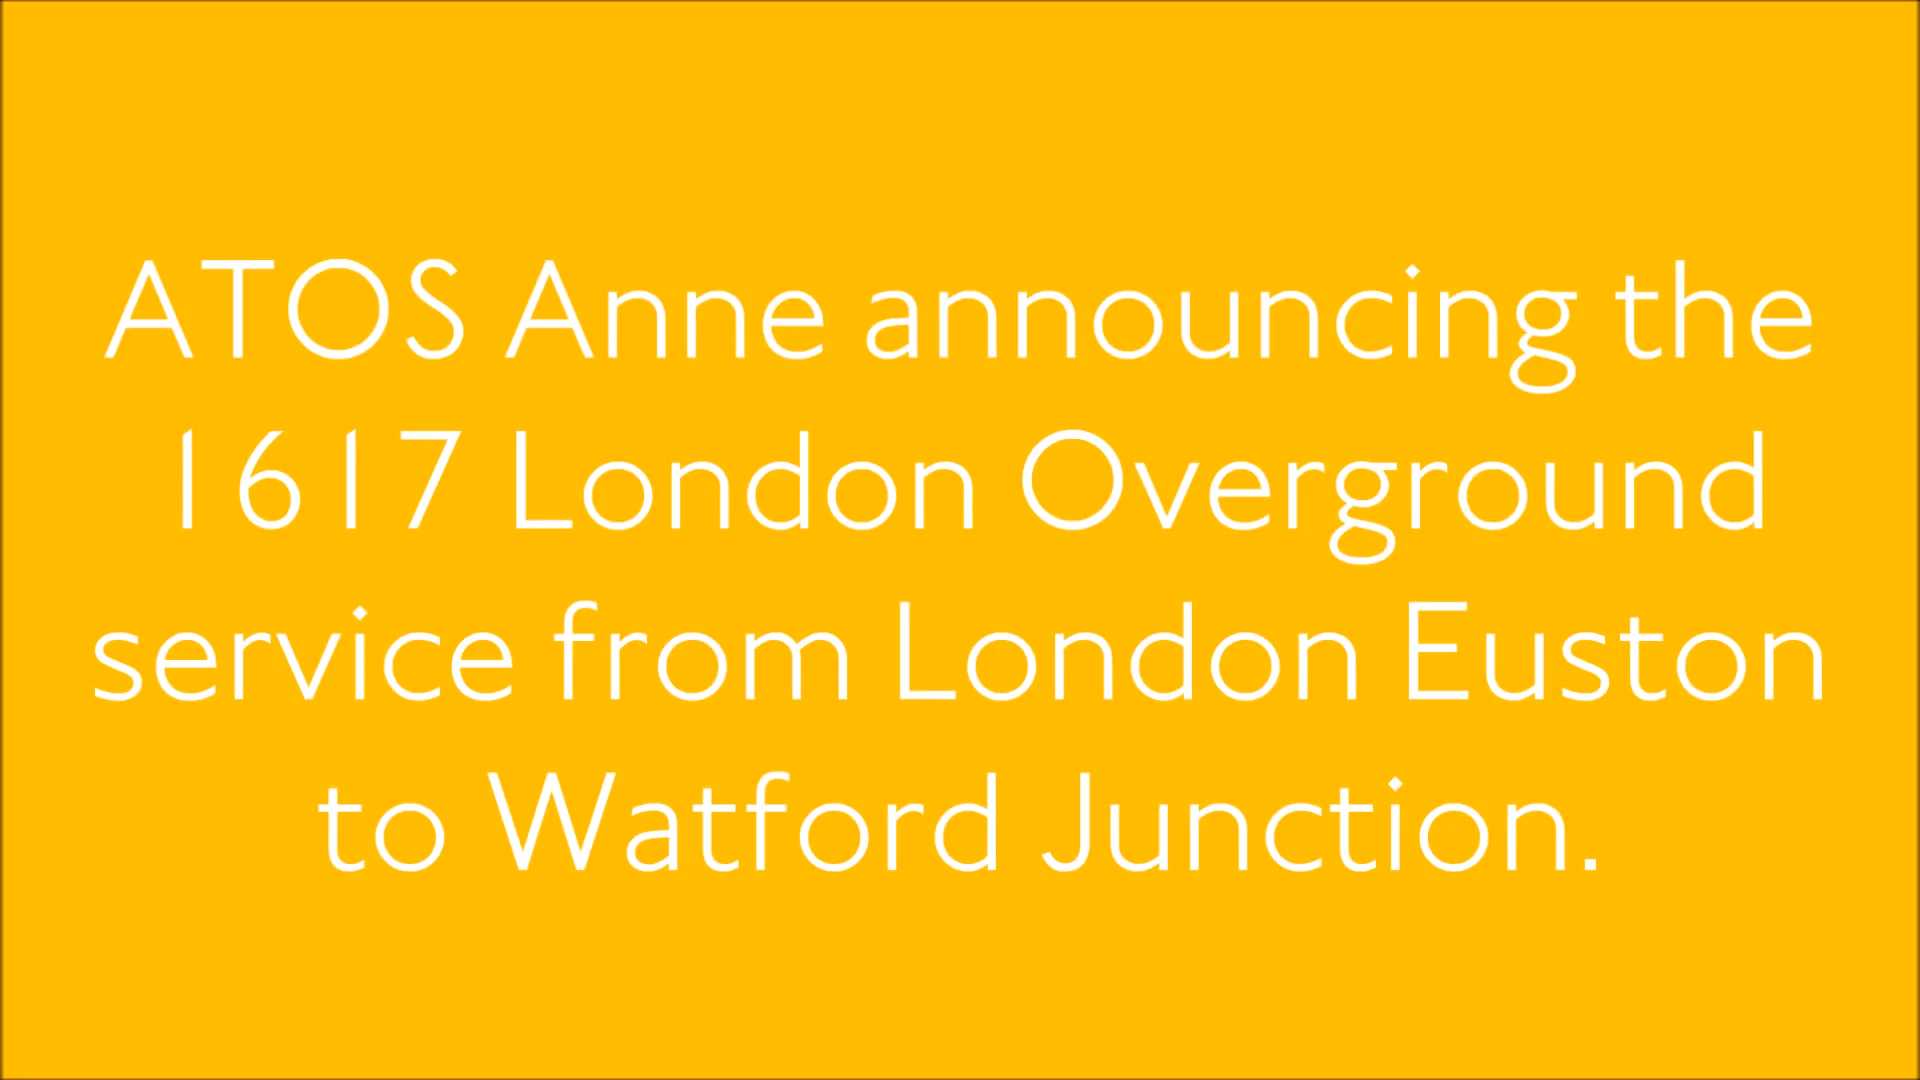 ATOS Anne announcing the
1617 London Overground
service from London Euston
to Watford Junction.